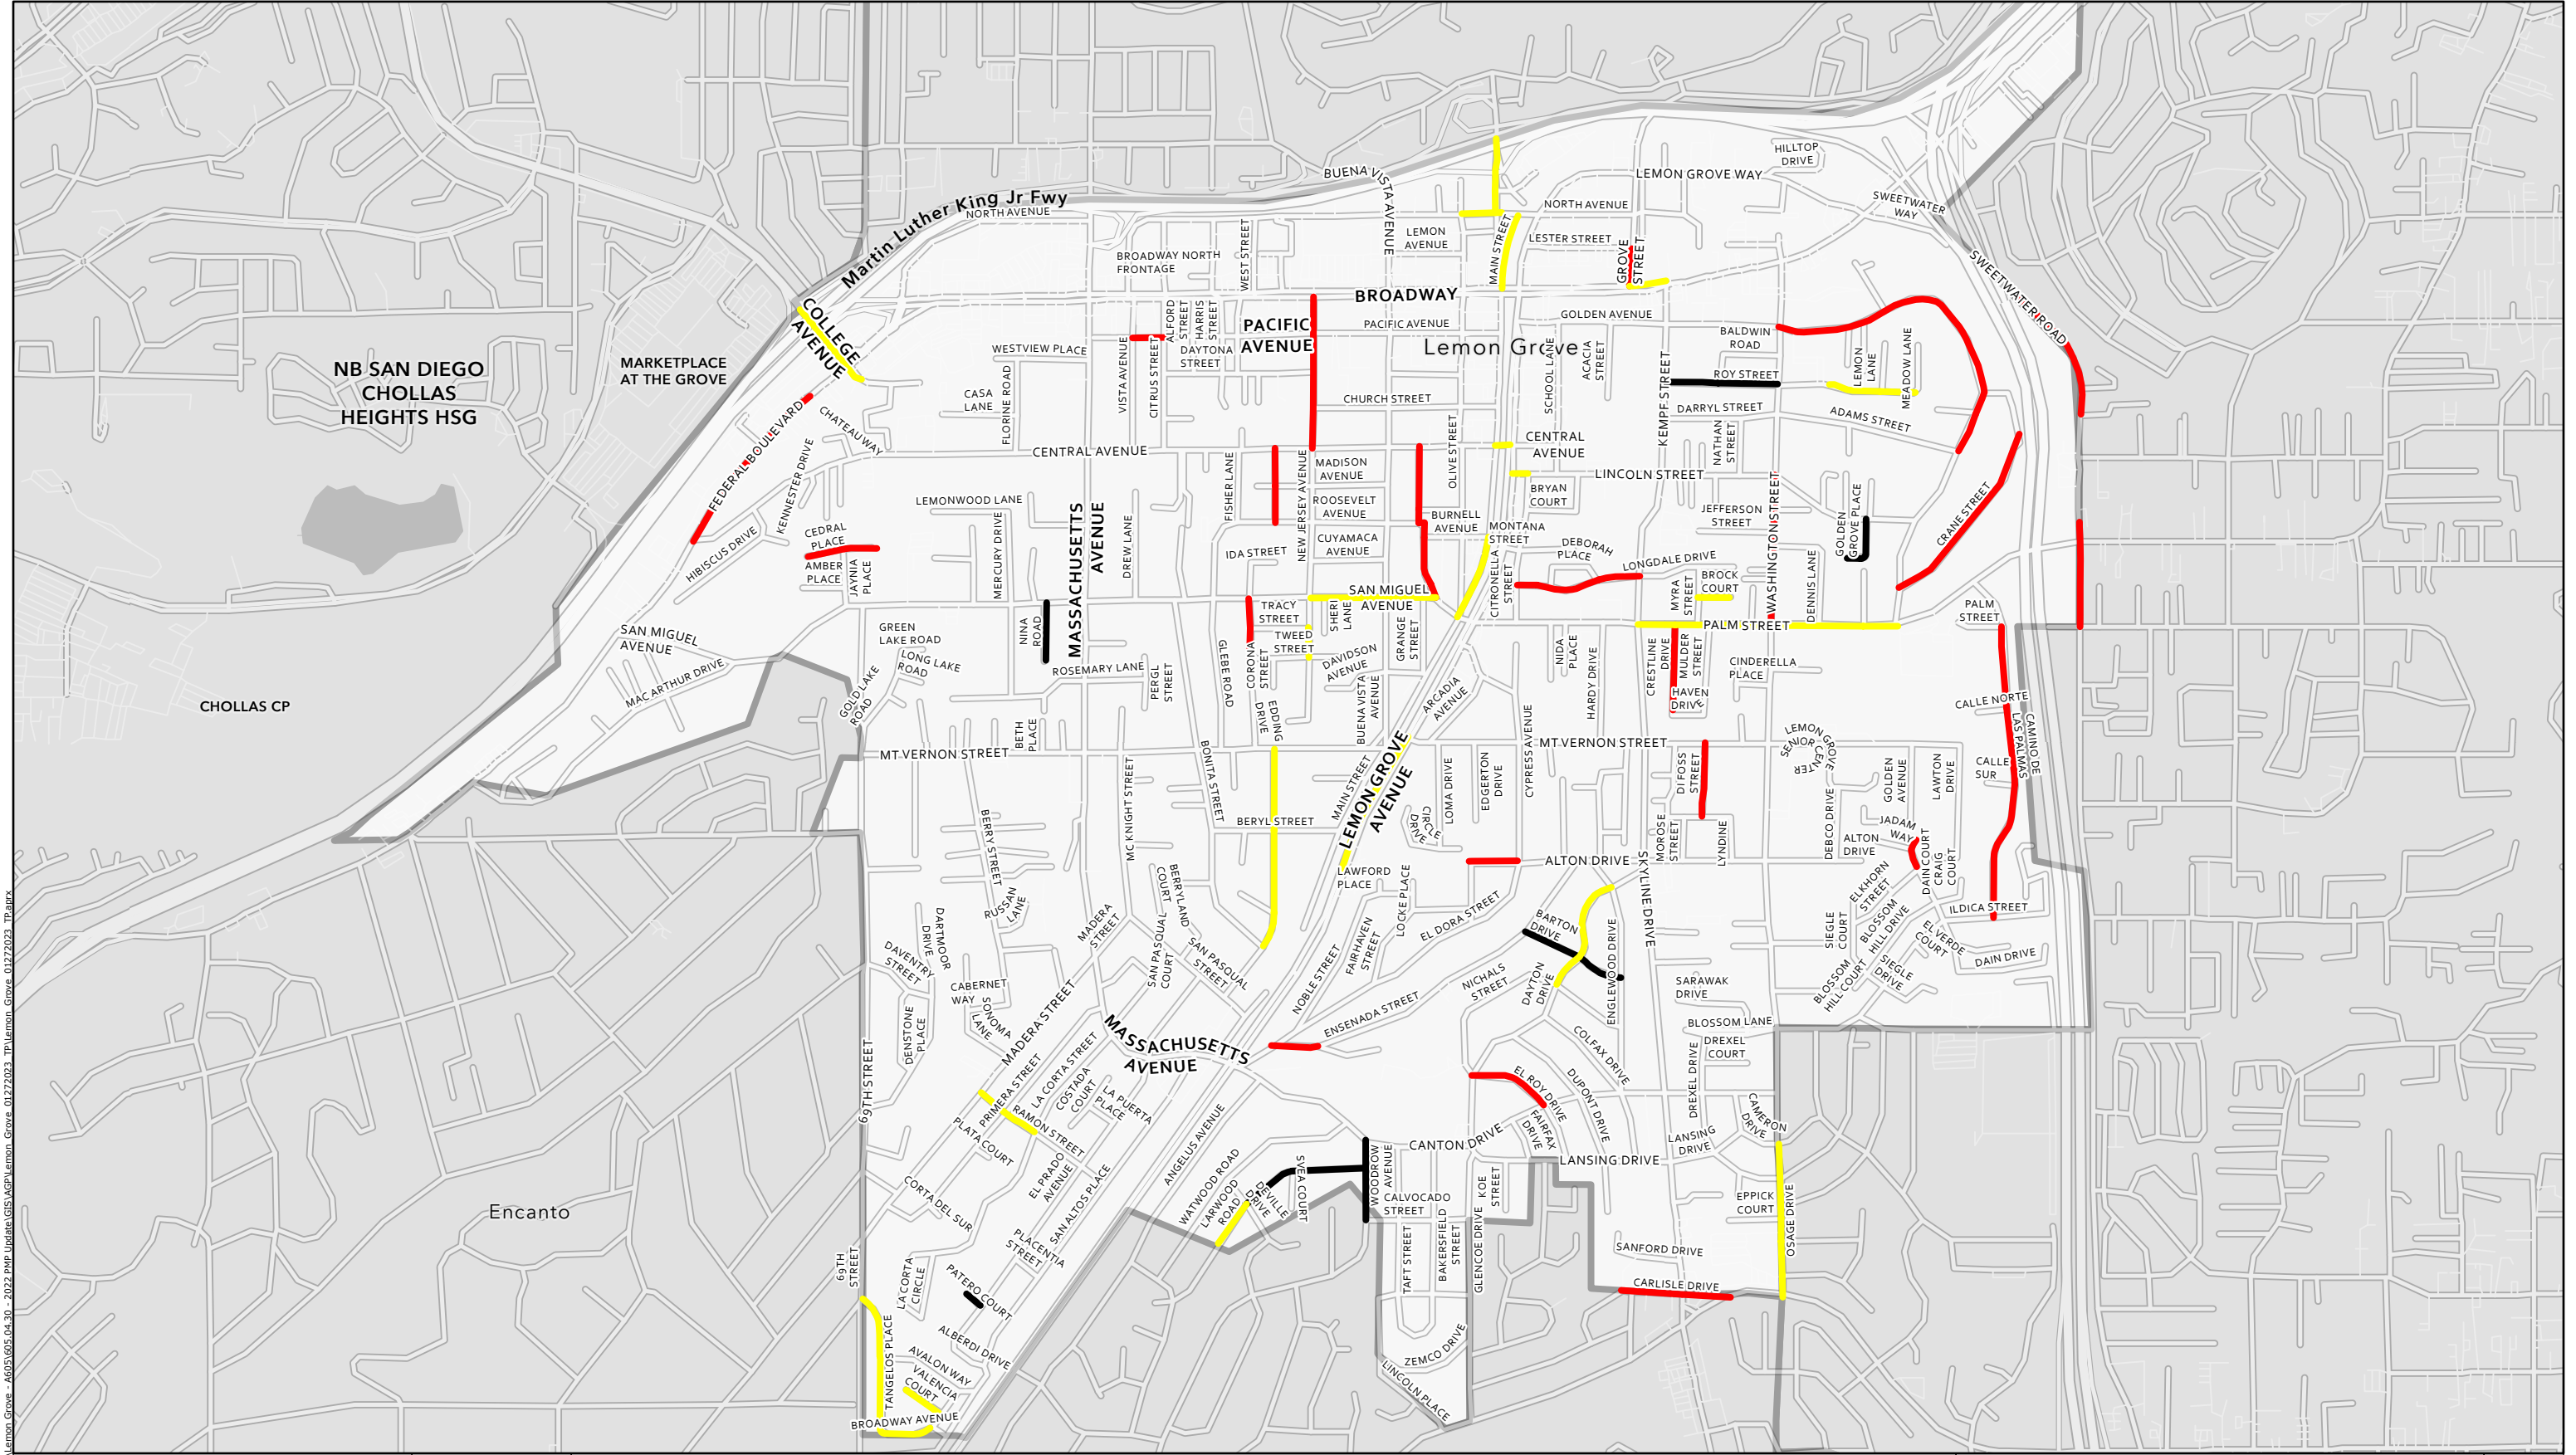 HILLTOP
DRIVE
BUENA VISTA AVENUE
LEMON GROVE WAY
Martin Luther King Jr Fwy
NORTH AVENUE
NORTH AVENUE
SWEETWATER
WAY
LEMON
AVENUE
MAIN STREET
LESTER STREET
GROVE
STREET
WEST STREET
BROADWAY NORTH
FRONTAGE
SWEETWATER ROAD
COLLEGE
AVENUE
BROADWAY
ALFORD
STREET
HARRIS
STREET
PACIFIC
AVENUE
PACIFIC AVENUE
GOLDEN AVENUE
BALDWIN
ROAD
Lemon Grove
WESTVIEW PLACE
VISTA AVENUE
CITRUS STREET
DAYTONA
STREET
SCHOOL LANE
ACACIA
STREET
KEMPF STREET
ROY STREET
LEMON
LANE
MEADOW LANE
NB SAN DIEGO
CHOLLAS
HEIGHTS HSG
MARKETPLACE
AT THE GROVE
CASA
LANE
FLORINE ROAD
CHURCH STREET
DARRYL STREET
ADAMS STREET
NATHAN
STREET
FEDERAL BOULEVARD
CHATEAU WAY
KENNESTER DRIVE
CENTRAL AVENUE
CENTRAL
AVENUE
OLIVE STREET
FISHER LANE
NEW JERSEY AVENUE
MADISON
AVENUE
LINCOLN STREET
BRYAN
COURT
LEMONWOOD LANE
MASSACHUSETTS
AVENUE
ROOSEVELT
AVENUE
BURNELL
AVENUE
JEFFERSON
STREET
WASHINGTON STREET
GOLDEN
GROVE PLACE
CRANE STREET
MONTANA
STREET
CEDRAL
PLACE
HIBISCUS DRIVE
AMBER
PLACE
JAYNIA
PLACE
MERCURY DRIVE
DREW LANE
IDA STREET
CUYAMACA
AVENUE
DEBORAH
PLACE
LONGDALE DRIVE
CITRONELLA
STREET
MYRA
STREET
BROCK
COURT
DENNIS LANE
SAN MIGUEL
AVENUE
TRACY
STREET
SHERI
LANE
SAN MIGUEL
AVENUE
PALM
STREET
PALM STREET
GREEN
LAKE ROAD
NINA
ROAD
TWEED
STREET
GRANGE
STREET
LONG LAKE
ROAD
GOLD LAKE
ROAD
MAC ARTHUR DRIVE
ROSEMARY LANE
PERGL
STREET
GLEBE ROAD
CORONA
STREET
DAVIDSON
AVENUE
NIDA
PLACE
HARDY DRIVE
CRESTLINE
DRIVE
MULDER
STREET
CINDERELLA
PLACE
HAVEN
DRIVE
CALLE NORTE
CHOLLAS CP
BETH
PLACE
EDDING
DRIVE
BUENA VISTA
AVENUE
ARCADIA
AVENUE
CYPRESS AVENUE
MT VERNON STREET
MT VERNON STREET
LEMON GROVE
SENIOR CENTER
CAMINO DE
LAS PALMAS
CALLE
SUR
MC KNIGHT STREET
BONITA STREET
MAIN STREET
LEMON GROVE
AVENUE
LOMA DRIVE
EDGERTON
DRIVE
DIFOSS
STREET
GOLDEN
AVENUE
LAWTON
DRIVE
BERRY STREET
BERYL STREET
CIRCLE
DRIVE
MOROSE
STREET
LYNDINE
DEBCO DRIVE
JADAM
WAY
ALTON
DRIVE
ALTON DRIVE
LAWFORD
PLACE
LOCKE PLACE
SKYLINE DRIVE
DAIN COURT
CRAIG
COURT
ELKHORN
STREET
BERRYLAND
COURT
RUSSAN
LANE
MADERA
STREET
DARTMOOR
DRIVE
DAVENTRY
STREET
SAN PASQUAL
COURT
SAN PASQUAL
STREET
EL DORA STREET
FAIRHAVEN
STREET
BARTON
DRIVE
SIEGLE
COURT
BLOSSOM
HILL DRIVE
ILDICA STREET
EL VERDE
COURT
DAIN DRIVE
SIEGLE
DRIVE
BLOSSOM
HILL COURT
CABERNET
WAY
SONOMA
LANE
NOBLE STREET
NICHALS
STREET
DAYTON
DRIVE
ENGLEWOOD DRIVE
SARAWAK
DRIVE
DENSTONE
PLACE
MADERA STREET
MASSACHUSETTS
AVENUE
ENSENADA STREET
BLOSSOM LANE
DREXEL
COURT
COLFAX DRIVE
69TH STREET
PRIMERA STREET
LA CORTA STREET
COSTADA
COURT
LA PUERTA
PLACE
EL ROY DRIVE
DUPONT DRIVE
DREXEL DRIVE
CAMERON
DRIVE
RAMON STREET
PLATA COURT
ANGELUS AVENUE
FAIRFAX
DRIVE
CANTON DRIVE
LANSING
DRIVE
LANSING DRIVE
EL PRADO
AVENUE
SAN ALTOS PLACE
WATWOOD ROAD
LARWOOD
ROAD
DEVILLE
DRIVE
SVEA COURT
WOODROW
AVENUE
CALVOCADO
STREET
KOE
STREET
EPPICK
COURT
OSAGE DRIVE
CORTA DEL SUR
Encanto
PLACENTIA
STREET
69TH
STREET
LA CORTA
CIRCLE
PATERO COURT
TAFT STREET
BAKERSFIELD
STREET
GLENCOE DRIVE
SANFORD DRIVE
CARLISLE DRIVE
ALBERDI DRIVE
TANGELOS PLACE
AVALON WAY
VALENCIA
COURT
ZEMCO DRIVE
LINCOLN PLACE
BROADWAY AVENUE
\Lemon Grove - A605\605.04.30 - 2022 PMP Update\GIS\AGP\Lemon Grove 01272023 TP\Lemon Grove 01272023 TP.aprx